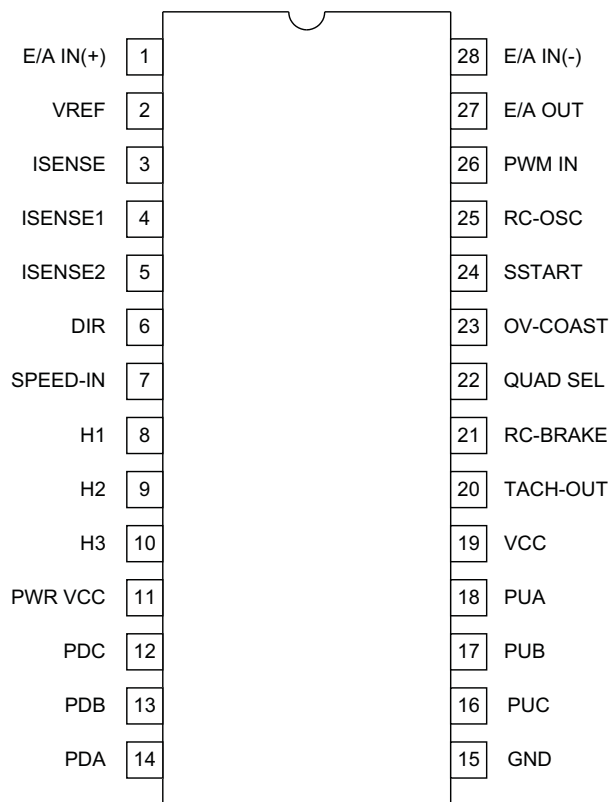 E/A IN(+) 1 28 E/A IN(-)
VREF 2 27 E/A OUT
ISENSE 3 26 PWM IN
ISENSE1 4 25 RC-OSC
ISENSE2 5 24 SSTART
DIR 6 23 OV-COAST
SPEED-IN 7 22 QUAD SEL
H1 8 21 RC-BRAKE
H2 9 20 TACH-OUT
H3 10 19 VCC
PWR VCC 11 18 PUA
PDC 12 17 PUB
PDB 13 16 PUC
PDA 14 15 GND